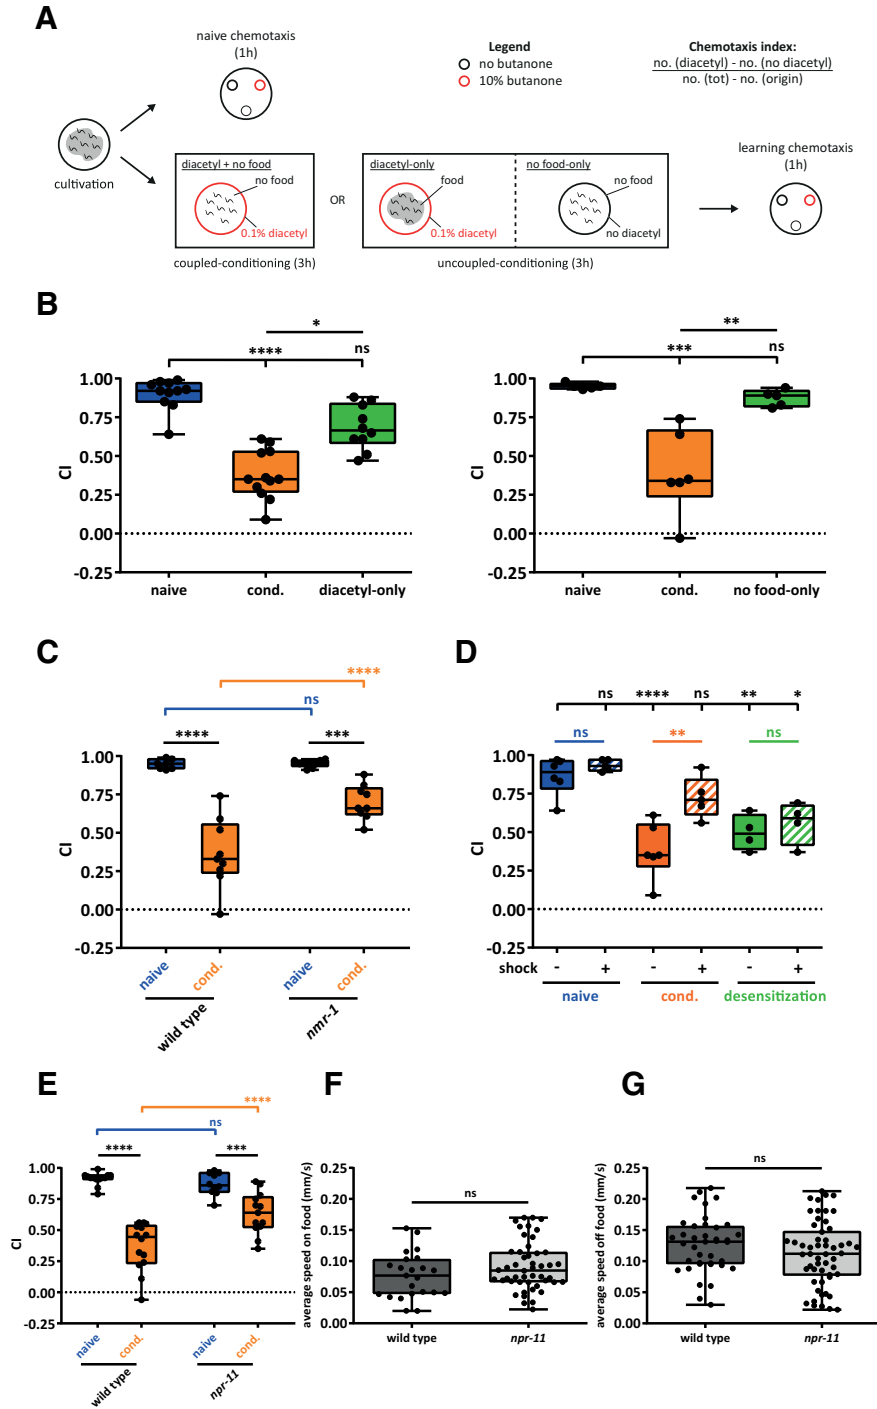 A
naive chemotaxis
(1h)
Legend
no butanone
10% butanone
Chemotaxis index:
no. (diacetyl) - no. (no diacetyl)
no. (tot) - no. (origin)
cultivation
diacetyl + no food
no food
0.1% diacetyl
coupled-conditioning (3h)
OR
diacetyl-only
food
0.1% diacetyl
no food-only
no food
no diacetyl
uncoupled-conditioning (3h)
learning chemotaxis
(1h)
B
*
**** ns
CI
1.00
0.75
0.50
0.25
0.00
-0.25
naive cond. diacetyl-only
**
*** ns
CI
1.00
0.75
0.50
0.25
0.00
-0.25
naive cond. no food-only
C
****
ns
**** ***
CI
1.00
0.75
0.50
0.25
0.00
-0.25
naive cond. naive cond.
wild type nmr-1
D
ns **** ns ** *
ns ** ns
CI
1.00
0.75
0.50
0.25
0.00
-0.25
shock - + - + - +
naive cond. desensitization
E
****
ns
**** ***
CI
1.00
0.75
0.50
0.25
0.00
-0.25
naive cond. naive cond.
wild type npr-11
F
ns
average speed on food (mm/s)
0.25
0.20
0.15
0.10
0.05
0.00
wild type npr-11
G
ns
average speed off food (mm/s)
0.25
0.20
0.15
0.10
0.05
0.00
wild type npr-11